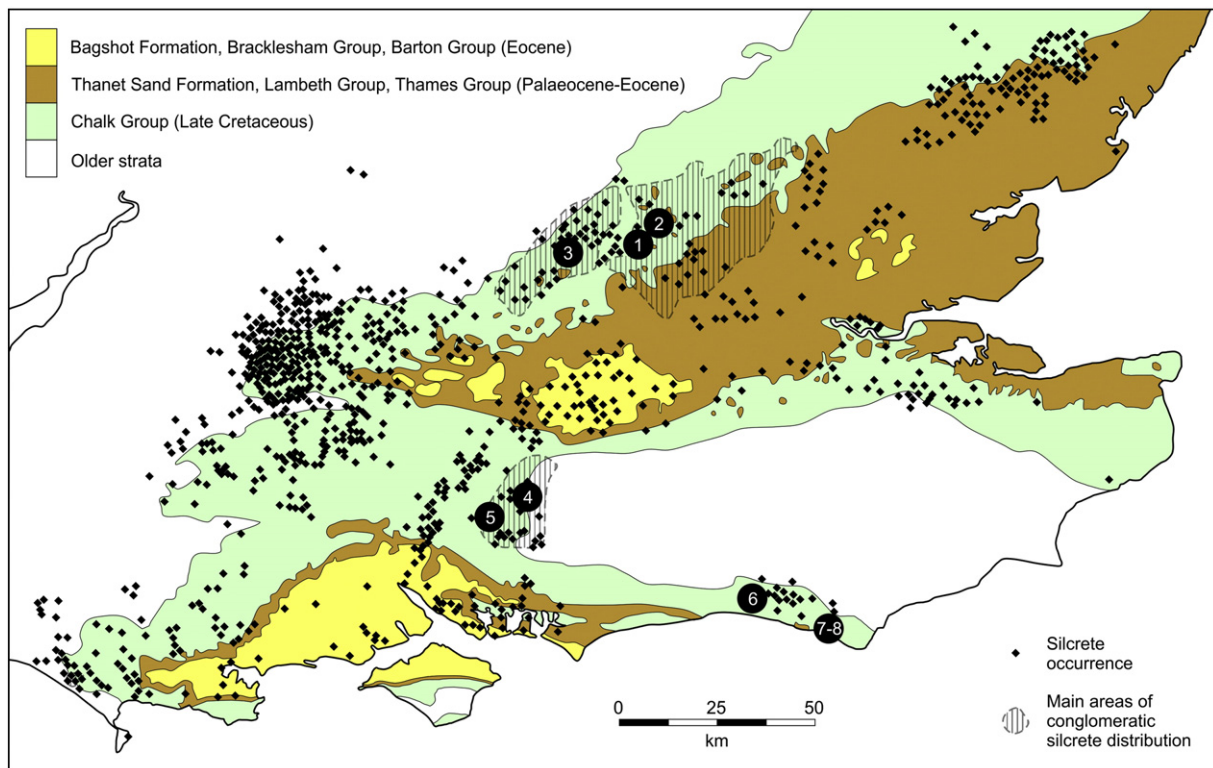 Bagshot Formation, Bracklesham Group, Barton Group (Eocene)
Thanet Sand Formation, Lambeth Group, Thames Group (Palaeocene-Eocene)
Chalk Group (Late Cretaceous)
Older strata
2
1
3
4
5
6
7-8
Silcrete
occurrence
Main areas of
conglomeratic
silcrete distribution
0 25 50
km